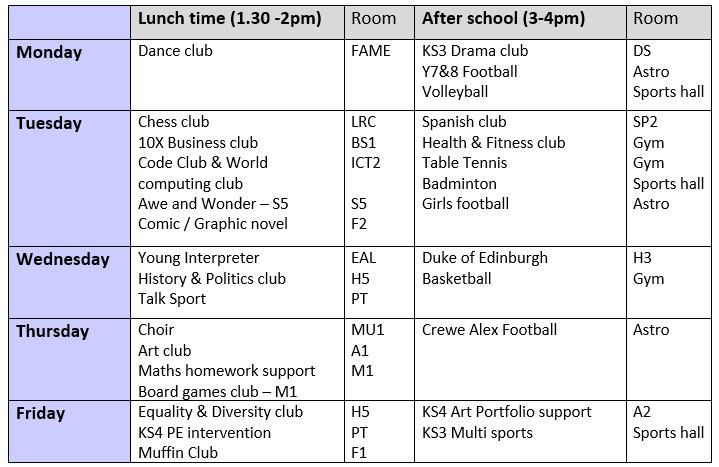 Lunch time (1.30 -2pm) Room After school (3-4pm) Room
Monday Dance club FAME KS3 Drama club DS
Y7&8 Football Astro
Volleyball Sports hall
Tuesday Chess club LRC Spanish club SP2
10X Business club BS1 Health & Fitness club Gym
Code Club & World ICT2 Table Tennis Gym
computing club Badminton Sports hall
Awe and Wonder – S5 S5 Girls football Astro
Comic / Graphic novel F2
Wednesday Young Interpreter EAL Duke of Edinburgh H3
History & Politics club H5 Basketball Gym
Talk Sport PT
Thursday Choir MU1 Crewe Alex Football Astro
Art club A1
Maths homework support M1
Board games club – M1
Friday Equality & Diversity club H5 KS4 Art Portfolio support A2
KS4 PE intervention PT KS3 Multi sports Sports hall
Muffin Club F1